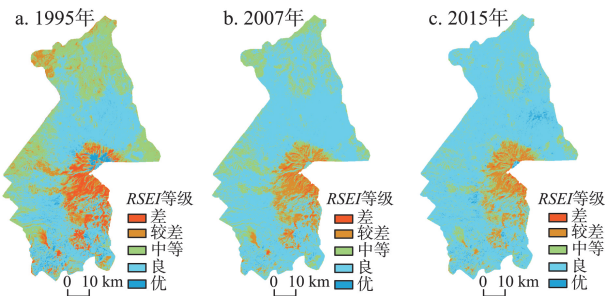 a. 1995年
RSEI等级
差
较差
中等
良
优
0 10 km
b. 2007年
RSEI等级
差
较差
中等
良
优
0 10 km
c. 2015年
RSEI等级
差
较差
中等
良
优
0 10 km